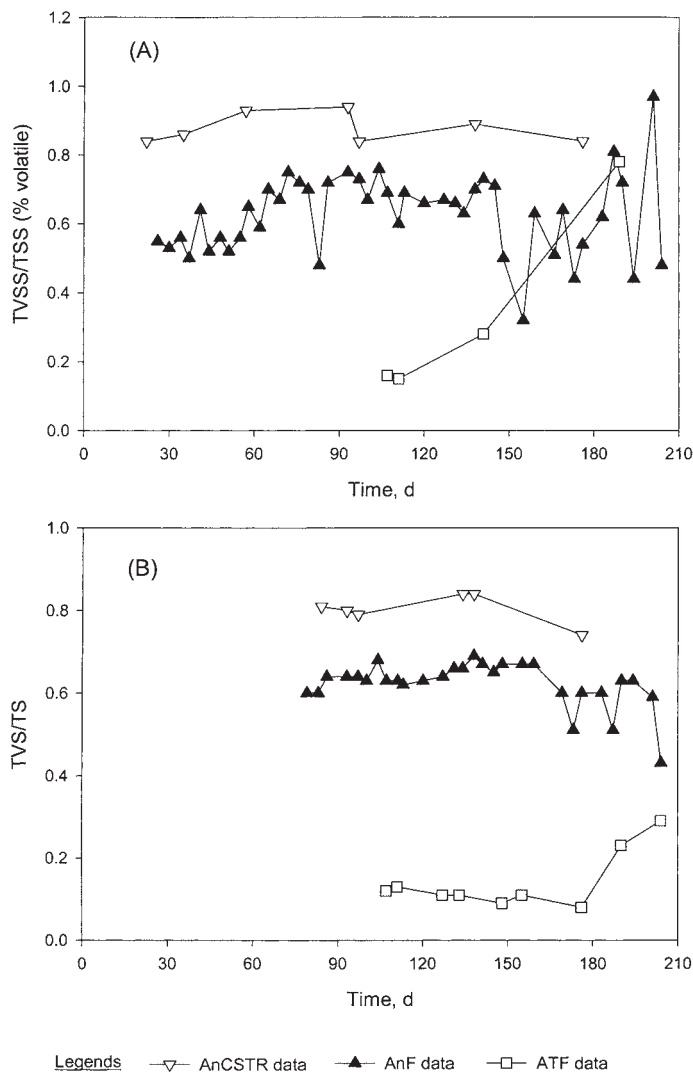 1.2
(A)
1.0
0.8
0.6
0.4
0.2
0.0
TVSS/TSS (% volatile)
0 30 60 90 120 150 180 210
Time, d
1.0
(B)
0.8
0.6
0.4
0.2
0.0
TVS/TS
0 30 60 90 120 150 180 210
Time, d
Legends AnCSTR data AnF data ATF data